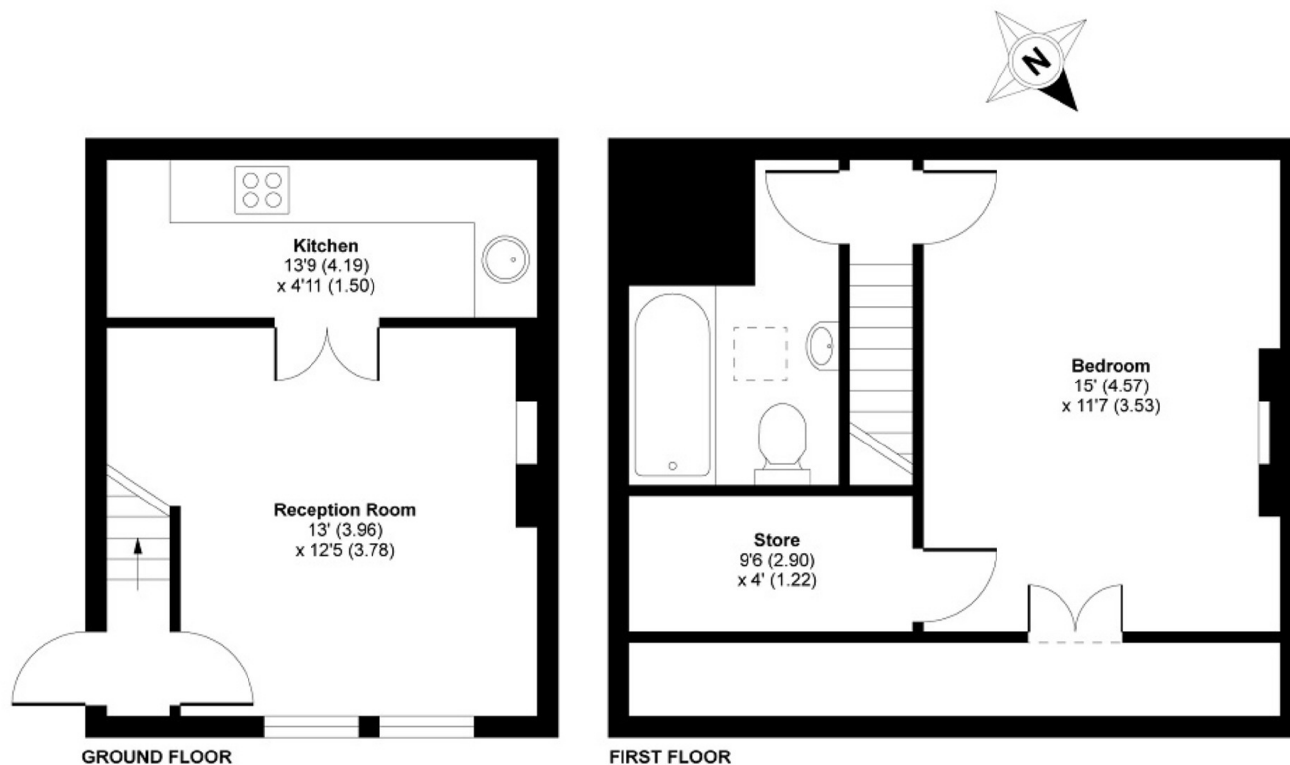 N
Kitchen
13'9 (4.19)
x 4'11 (1.50)
Reception Room
13' (3.96)
x 12'5 (3.78)
GROUND FLOOR
Bedroom
15' (4.57)
x 11'7 (3.53)
Store
9'6 (2.90)
x 4' (1.22)
FIRST FLOOR